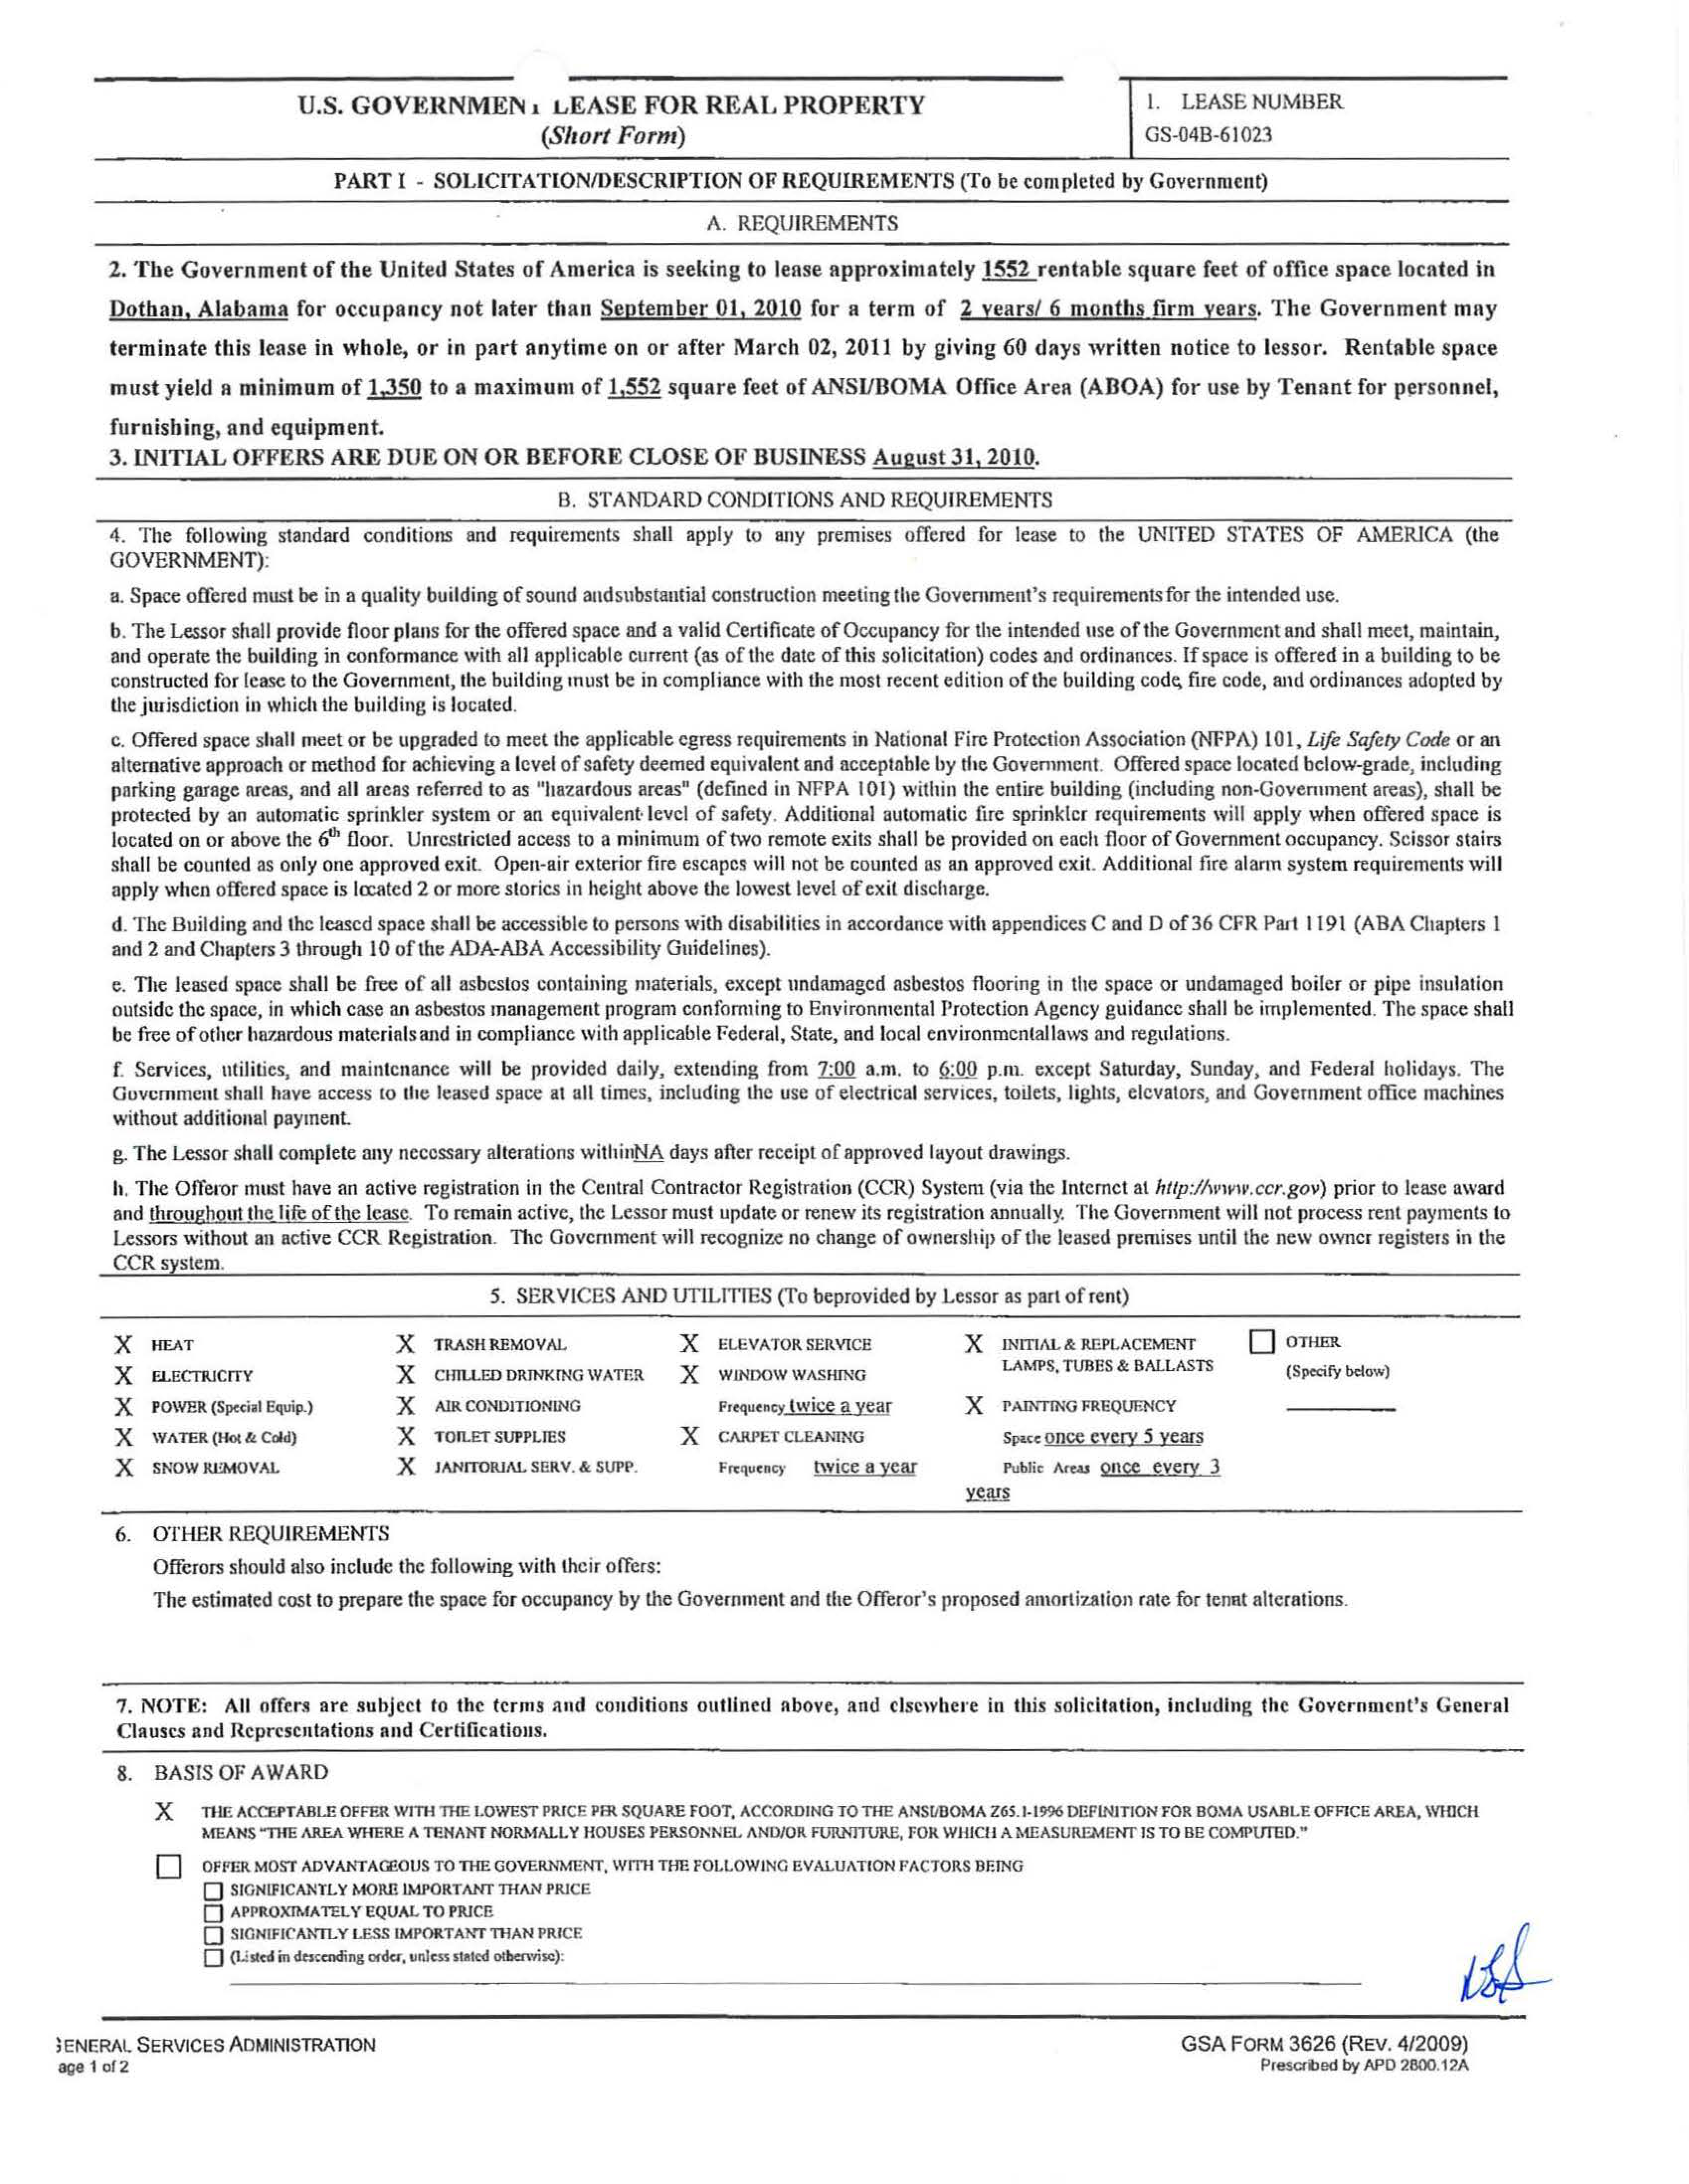 U.S. GOVERNMENT LEASE FOR REAL PROPERTY
(Short Form)
1. LEASE NUMBER
GS-04B-61023
PART I - SOLICITATION/DESCRIPTION OF REQUIREMENTS (To be completed by Government)
A. REQUIREMENTS
2. The Government of the United States of America is seeking to lease approximately 1552 rentable square feet of office space located in
Dothan, Alabama for occupancy not later than September 01, 2010 for a term of 2 years/ 6 months firm years. The Government may
terminate this lease in whole, or in part anytime on or after March 02, 2011 by giving 60 days written notice to lessor. Rentable space
must yield a minimum of 1,350 to a maximum of 1,552 square feet of ANSI/BOMA Office Area (ABOA) for use by Tenant for personnel,
furnishing, and equipment.
3. INITIAL OFFERS ARE DUE ON OR BEFORE CLOSE OF BUSINESS August 31, 2010.
B. STANDARD CONDITIONS AND REQUIREMENTS
4. The following standard conditions and requirements shall apply to any premises offered for lease to the UNITED STATES OF AMERICA (the
GOVERNMENT):
a. Space offered must be in a quality building of sound andsubstantial construction meeting the Government's requirements for the intended use.
b. The Lessor shall provide floor plans for the offered space and a valid Certificate of Occupancy for the intended use of the Government and shall meet, maintain,
and operate the building in conformance with all applicable current (as of the date of this solicitation) codes and ordinances. If space is offered in a building to be
constructed for lease to the Government, the building must be in compliance with the most recent edition of the building code, fire code, and ordinances adopted by
the jurisdiction in which the building is located.
c. Offered space shall meet or be upgraded to meet the applicable egress requirements in National Fire Protection Association (NFPA) 101, Life Safety Code or an
alternative approach or method for achieving a level of safety deemed equivalent and acceptable by the Government. Offered space located below-grade, including
parking garage areas, and all areas referred to as "hazardous areas" (defined in NFPA 101) within the entire building (including non-Government areas), shall be
protected by an automatic sprinkler system or an equivalent level of safety. Additional automatic fire sprinkler requirements will apply when offered space is
located on or above the 6th floor. Unrestricted access to a minimum of two remote exits shall be provided on each floor of Government occupancy. Scissor stairs
shall be counted as only one approved exit. Open-air exterior fire escapes will not be counted as an approved exit. Additional fire alarm system requirements will
apply when offered space is located 2 or more stories in height above the lowest level of exit discharge.
d. The Building and the leased space shall be accessible to persons with disabilities in accordance with appendices C and D of 36 CFR Part 1191 (ABA Chapters 1
and 2 and Chapters 3 through 10 of the ADA-ABA Accessibility Guidelines).
e. The leased space shall be free of all asbestos containing materials, except undamaged asbestos flooring in the space or undamaged boiler or pipe insulation
outside the space, in which case an asbestos management program conforming to Environmental Protection Agency guidance shall be implemented. The space shall
be free of other hazardous materials and in compliance with applicable Federal, State, and local environmentallaws and regulations.
f. Services, utilities, and maintenance will be provided daily, extending from 7:00 a.m. to 6:00 p.m. except Saturday, Sunday, and Federal holidays. The
Government shall have access to the leased space at all times, including the use of electrical services, toilets, lights, elevators, and Government office machines
without additional payment.
g. The Lessor shall complete any necessary alterations withinNA days after receipt of approved layout drawings.
h. The Offeror must have an active registration in the Central Contractor Registration (CCR) System (via the Internet at http://www.ccr.gov) prior to lease award
and throughout the life of the lease. To remain active, the Lessor must update or renew its registration annually. The Government will not process rent payments to
Lessors without an active CCR Registration. The Government will recognize no change of ownership of the leased premises until the new owner registers in the
CCR system.
5. SERVICES AND UTILITIES (To beprovided by Lessor as part of rent)
X HEAT
X ELECTRICITY
X POWER (Special Equip.)
X WATER (Hot & Cold)
X SNOW REMOVAL
X TRASH REMOVAL
X CHILLED DRINKING WATER
X AIR CONDITIONING
X TOILET SUPPLIES
X JANITORIAL SERV. & SUPP.
X ELEVATOR SERVICE
X WINDOW WASHING
Frequency twice a year
X CARPET CLEANING
Frequency twice a year
X INITIAL & REPLACEMENT
LAMPS, TUBES & BALLASTS
X PAINTING FREQUENCY
Space once every 5 years
Public Areas once every 3
years
OTHER
(Specify below)
6. OTHER REQUIREMENTS
Offerors should also include the following with their offers:
The estimated cost to prepare the space for occupancy by the Government and the Offeror's proposed amortization rate for tenat alterations.
7. NOTE: All offers are subject to the terms and conditions outlined above, and elsewhere in this solicitation, including the Government's General
Clauses and Representations and Certifications.
8. BASIS OF AWARD
X THE ACCEPTABLE OFFER WITH THE LOWEST PRICE PER SQUARE FOOT, ACCORDING TO THE ANSI/BOMA Z65.1-1996 DEFINITION FOR BOMA USABLE OFFICE AREA, WHICH
MEANS "THE AREA WHERE A TENANT NORMALLY HOUSES PERSONNEL AND/OR FURNITURE, FOR WHICH A MEASUREMENT IS TO BE COMPUTED."
OFFER MOST ADVANTAGEOUS TO THE GOVERNMENT, WITH THE FOLLOWING EVALUATION FACTORS BEING
SIGNIFICANTLY MORE IMPORTANT THAN PRICE
APPROXIMATELY EQUAL TO PRICE
SIGNIFICANTLY LESS IMPORTANT THAN PRICE
(Listed in descending order, unless stated otherwise):
GENERAL SERVICES ADMINISTRATION
age 1 of 2
GSA FORM 3626 (REV. 4/2009)
Prescribed by APD 2800.12A